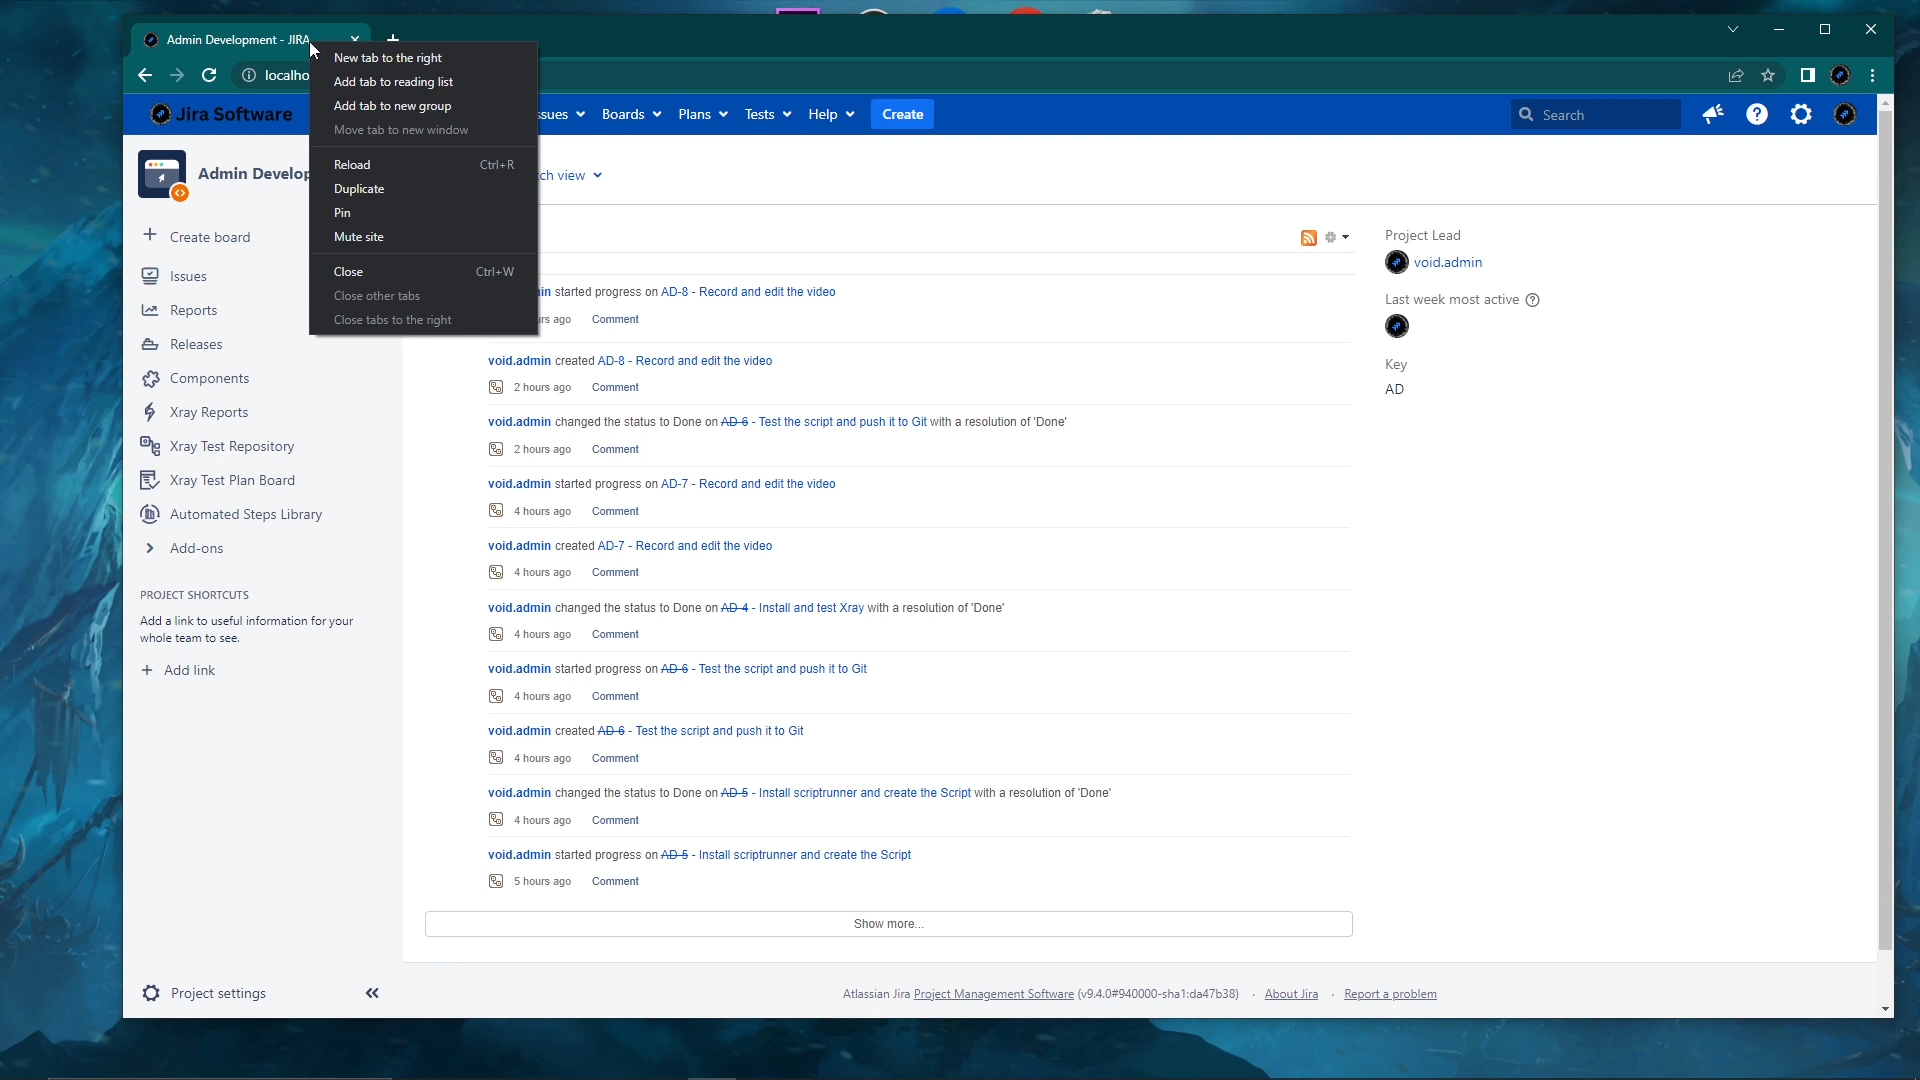 Admin Development - JIRA
localho
New tab to the right
Add tab to reading list
Add tab to new group
Move tab to new window
Reload Ctrl+R
Duplicate
Pin
Mute site
Close Ctrl+W
Close other tabs
Close tabs to the right
Jira Software
ssues Boards Plans Tests Help Create
Search
Admin Develop
ch view
Create board
Issues
Reports
Releases
Components
Xray Reports
Xray Test Repository
Xray Test Plan Board
Automated Steps Library
Add-ons
PROJECT SHORTCUTS
Add a link to useful information for your
whole team to see.
Add link
Project settings
in started progress on AD-8 - Record and edit the video
rs ago Comment
void.admin created AD-8 - Record and edit the video
2 hours ago Comment
void.admin changed the status to Done on AD-6 - Test the script and push it to Git with a resolution of 'Done'
2 hours ago Comment
void.admin started progress on AD-7 - Record and edit the video
4 hours ago Comment
void.admin created AD-7 - Record and edit the video
4 hours ago Comment
void.admin changed the status to Done on AD-4 - Install and test Xray with a resolution of 'Done'
4 hours ago Comment
void.admin started progress on AD-6 - Test the script and push it to Git
4 hours ago Comment
void.admin created AD-6 - Test the script and push it to Git
4 hours ago Comment
void.admin changed the status to Done on AD-5 - Install scriptrunner and create the Script with a resolution of 'Done'
4 hours ago Comment
void.admin started progress on AD-5 - Install scriptrunner and create the Script
5 hours ago Comment
Show more...
Project Lead
void.admin
Last week most active
Key
AD
Atlassian Jira Project Management Software (v9.4.0#940000-sha1:da47b38) · About Jira · Report a problem